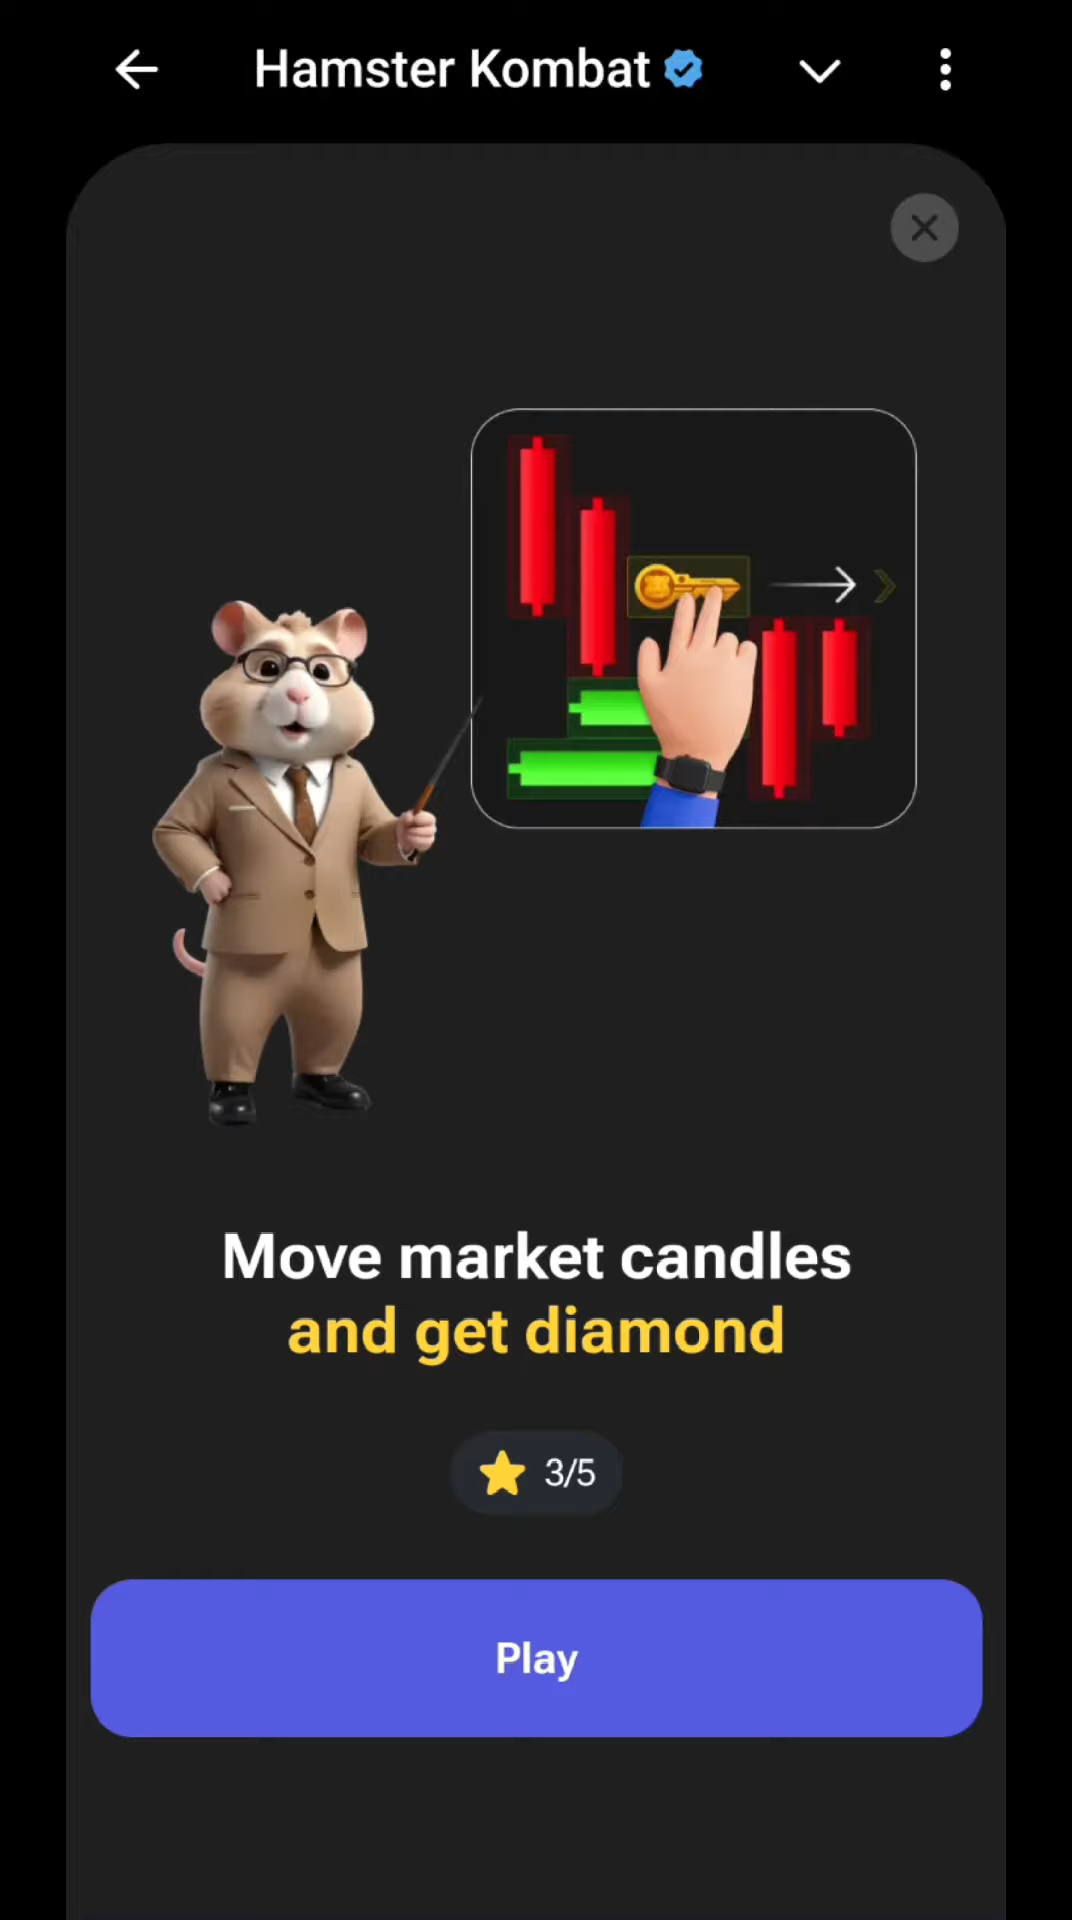 Hamster Kombat
Move market candles
and get diamond
3/5
Play